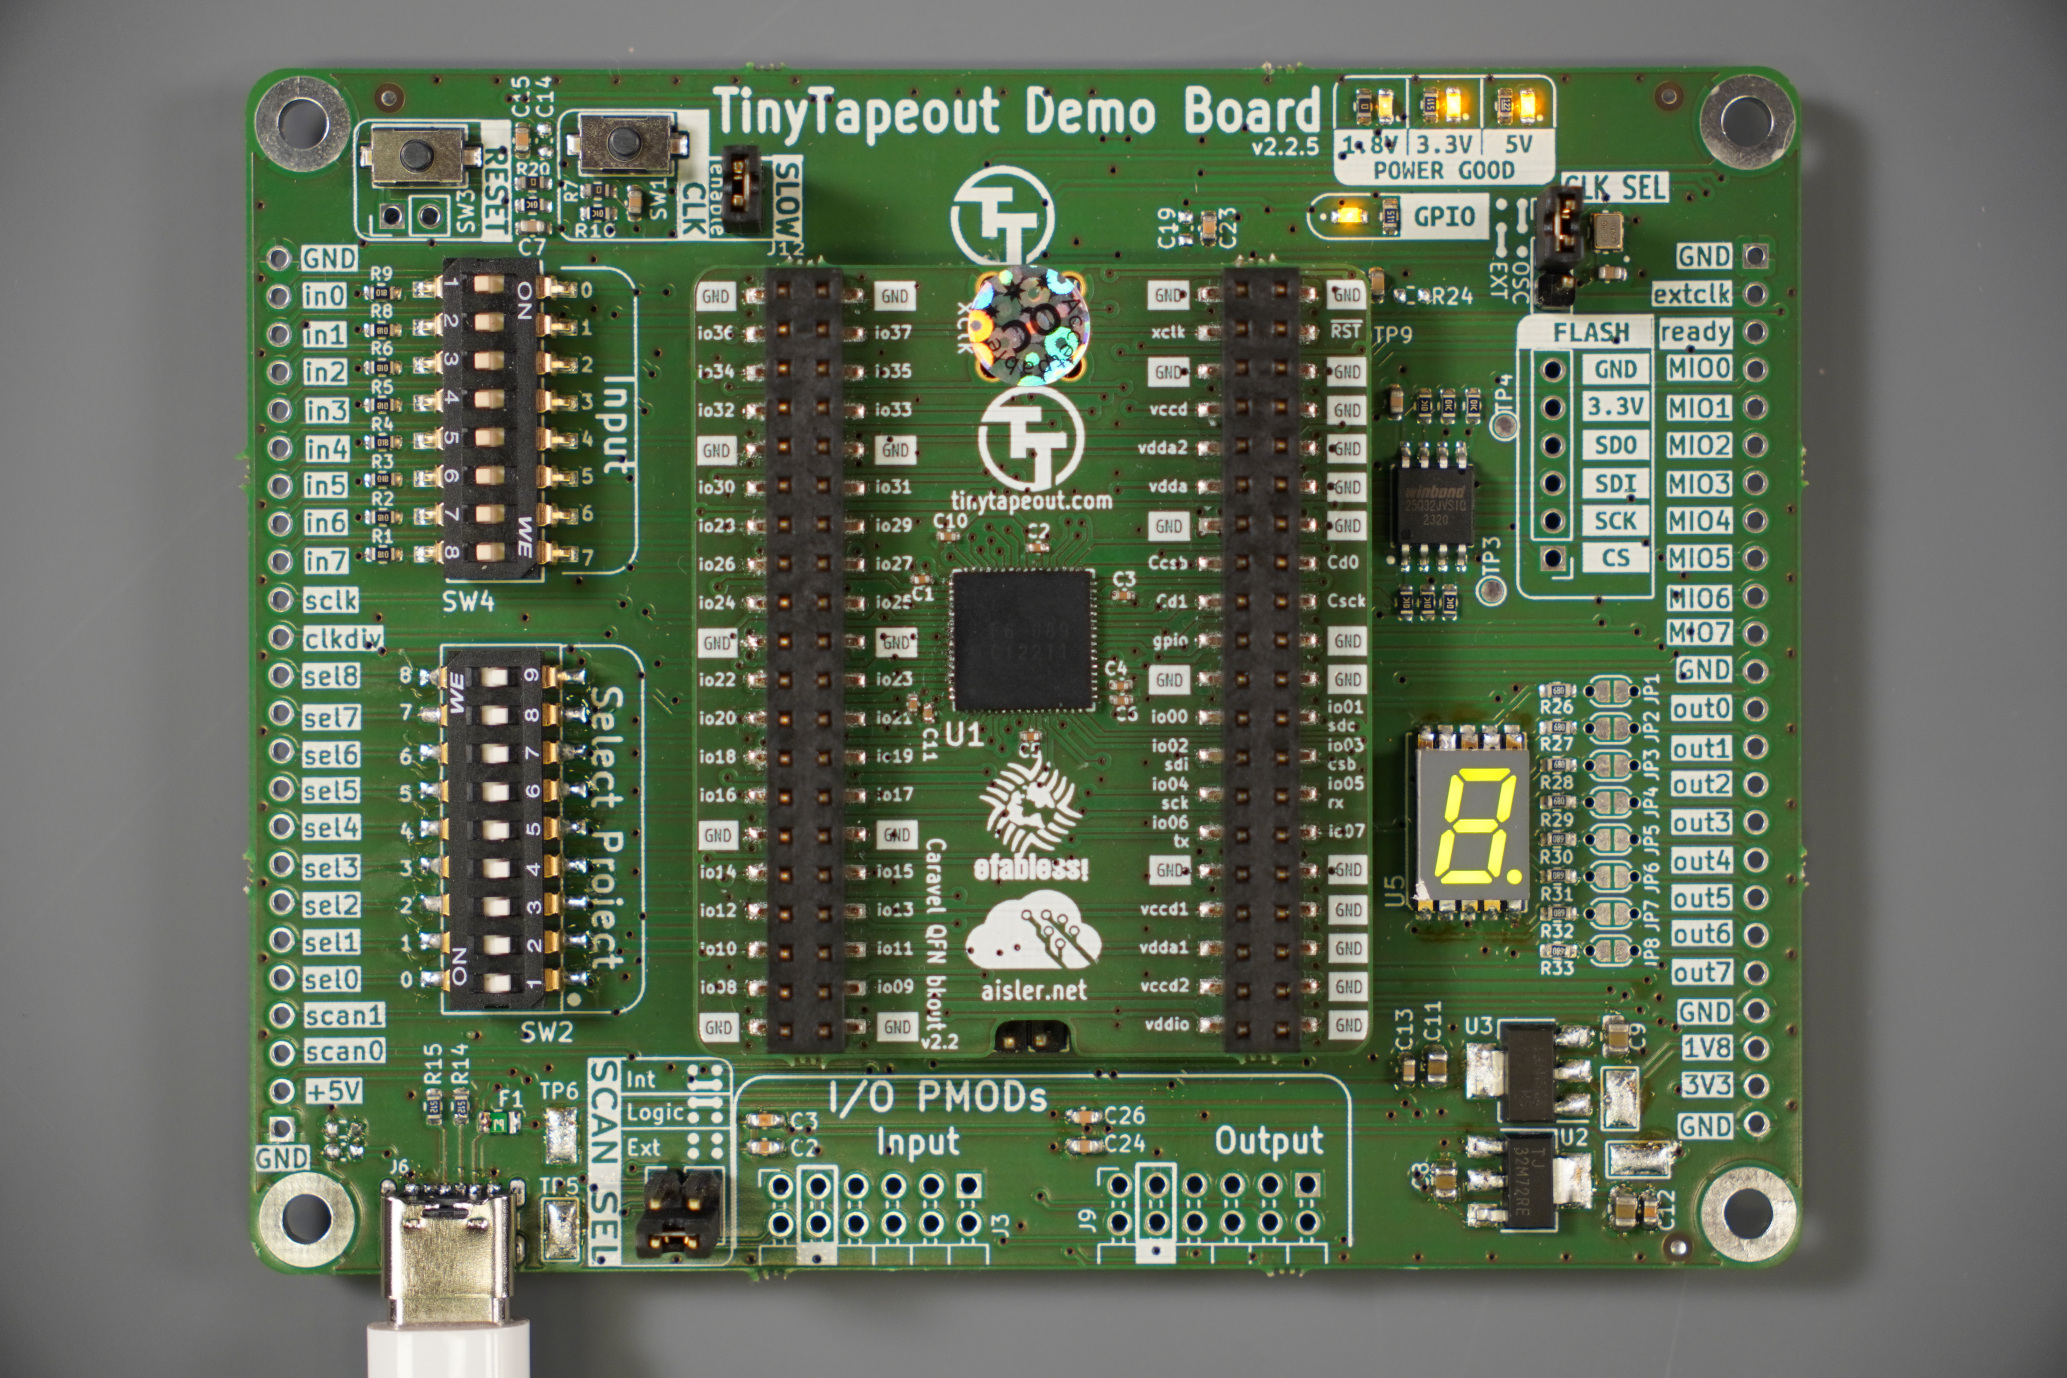 TinyTapeout Demo Board
v2.2.5
1.8V
3.3V
5V
POWER GOOD
GPIO
CLK SEL
OSC
EXT
RESET
SW3
C15
C14
R20
C7
R7
R10
SW1
CLK
SLOW
enable
J12
C19
C23
R24
TP9
GND
in0
in1
in2
in3
in4
in5
in6
in7
sclk
clkdiv
sel8
sel7
sel6
sel5
sel4
sel3
sel2
sel1
sel0
scan1
scan0
+5V
GND
R9
R8
R6
R5
R4
R3
R2
R1
1
2
3
4
5
6
7
8
ON
WE
0
1
2
3
4
5
6
7
Input
SW4
8
7
6
5
4
3
2
1
0
WE
ON
9
8
7
6
5
4
3
2
1
Select Project
SW2
GND
io36
io34
io32
GND
io30
io23
io26
io24
GND
io22
io20
io18
io16
GND
io14
io12
io10
io08
GND
GND
io37
io35
io33
GND
io31
io29
io27
io25
GND
io23
io21
io19
io17
GND
io15
io13
io11
io09
GND
xclk
TT
TT
tinytapeout.com
C10
C2
C1
C3
C4
C6
C11
C5
U1
efabless!
aisler.net
Caravel QFN bkout
v2.2
GND
xclk
GND
vccd
vdda2
vdda
GND
Ccsb
Cd1
gpio
GND
io00
io02
sdi
io04
sck
io06
tx
GND
vccd1
vdda1
vccd2
vddio
GND
RST
GND
GND
GND
GND
GND
Cd0
Csck
GND
GND
io01
sdc
io03
csb
io05
rx
io07
GND
GND
GND
GND
GND
FLASH
GND
3.3V
SDO
SDI
SCK
CS
TP4
TP3
winbond
25Q32JVSIQ
2320
GND
extclk
ready
MIO0
MIO1
MIO2
MIO3
MIO4
MIO5
MIO6
MIO7
GND
out0
out1
out2
out3
out4
out5
out6
out7
GND
1V8
3V3
GND
8.
U5
R26
R27
R28
R29
R30
R31
R32
R33
JP1
JP2
JP3
JP4
JP5
JP6
JP7
JP8
C13
C11
U3
C9
U2
C8
C12
TJ
32M72RE
R15
R14
F1
TP6
TP5
J6
SCAN SEL
Int
Logic
Ext
I/O PMODs
C3
C2
Input
C26
C24
Output
J3
J9